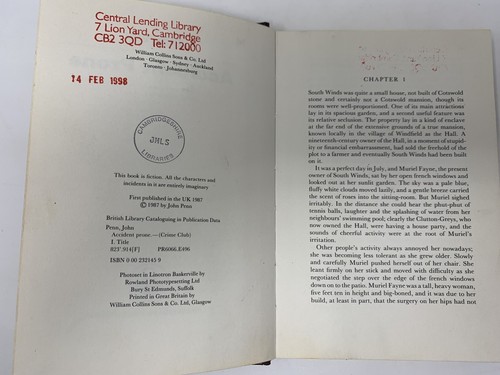 Central Lending Library
7 Lion Yard, Cambridge
CB2 3QD Tel: 712000
William Collins Sons & Co. Ltd
London · Glasgow · Sydney · Auckland
Toronto · Johannesburg
14 FEB 1998
CAMBRIDGESHIRE
LIBRARIES
This book is fiction. All the characters and
incidents in it are entirely imaginary
First published in the UK 1987
© 1987 by John Penn
British Library Cataloguing in Publication Data
Penn, John
Accident prone.—(Crime Club)
I. Title
823'.914[F] PR6066.E496
ISBN 0 00 232145 9
Photoset in Linotron Baskerville by
Rowland Phototypesetting Ltd
Bury St Edmunds, Suffolk
Printed in Great Britain by
William Collins Sons & Co. Ltd, Glasgow
CHAPTER 1
South Winds was quite a small house, not built of Cotswold
stone and certainly not a Cotswold mansion, though its
rooms were well-proportioned. One of its main attractions
lay in its spacious garden, and a second useful feature was
its relative seclusion. The property lay in a kind of enclave
at the far end of the extensive grounds of a true mansion,
known locally in the village of Windfield as the Hall. A
nineteenth-century owner of the Hall, in a moment of stupid-
ity or financial embarrassment, had sold the freehold of the
plot to a farmer and eventually South Winds had been built
on it.
It was a perfect day in July, and Muriel Fayne, the present
owner of South Winds, sat by her open french windows and
looked out at her sunlit garden. The sky was a pale blue,
fluffy white clouds moved lazily, and a gentle breeze carried
the scent of roses into the sitting-room. But Muriel sighed
irritably. In the distance she could hear the phut-phut of
tennis balls, laughter and the splashing of water from her
neighbours' swimming pool; clearly the Clutton-Greys, who
now owned the Hall, were having a house party, and the
sounds of cheerful activity were at the root of Muriel's
irritation.
Other people's activity always annoyed her nowadays;
she was becoming less tolerant as she grew older. Slowly
and carefully Muriel pushed herself out of her chair. She
leant firmly on her stick and moved with difficulty as she
negotiated the step over the edge of the french windows
down on to the patio. Muriel Fayne was a tall, heavy woman,
five feet ten in height and big-boned, and it was due to her
build, at least in part, that the surgery on her hips had not